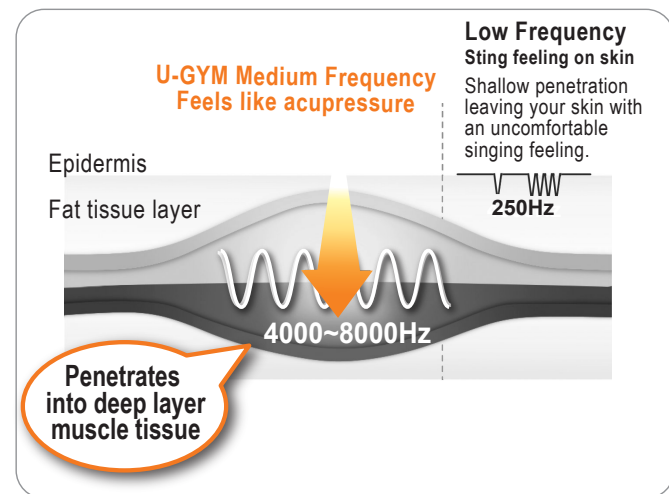 U-GYM Medium Frequency
Feels like acupressure
Low Frequency
Sting feeling on skin
Shallow penetration
leaving your skin with
an uncomfortable
singing feeling.
250Hz
Epidermis
Fat tissue layer
4000~8000Hz
Penetrates
into deep layer
muscle tissue